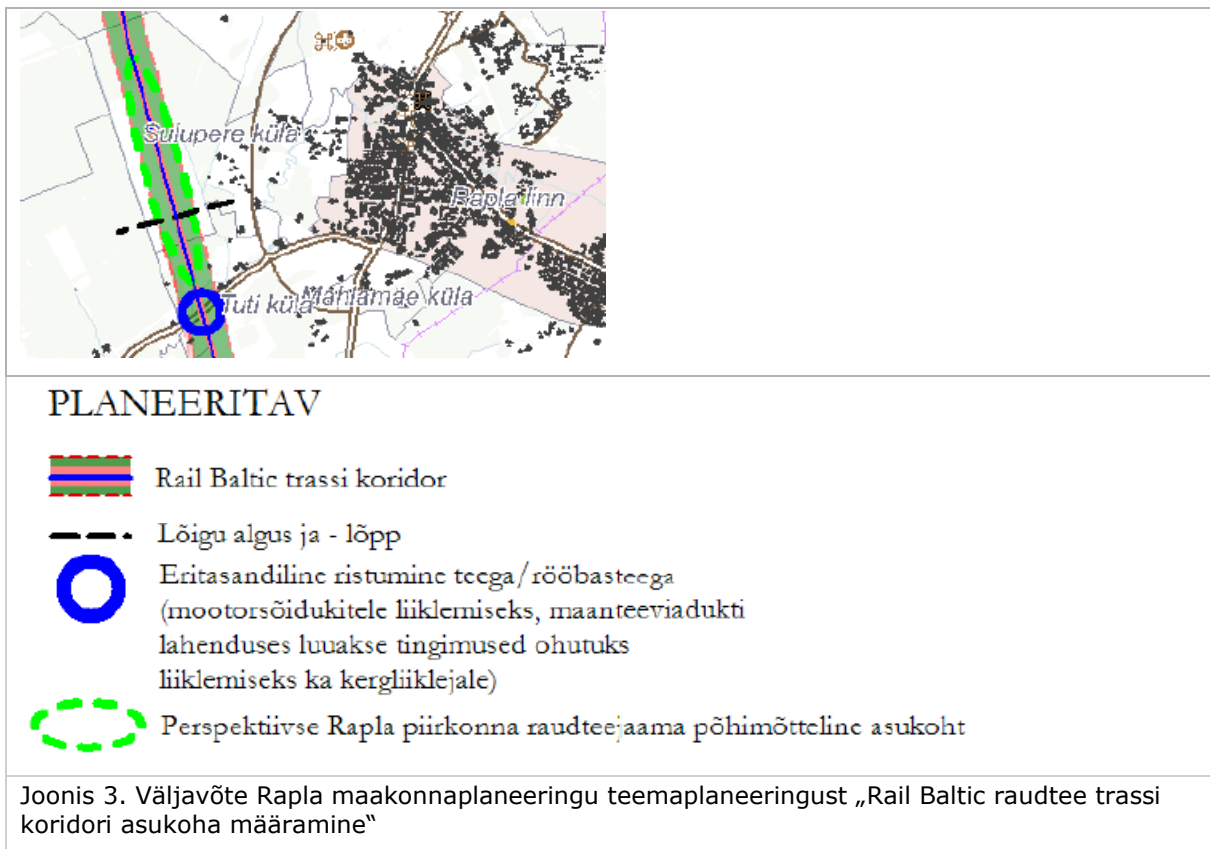 Sulupere küla
Rapla linn
Tuti küla
Mahlamäe küla
PLANEERITAV
Rail Baltic trassi koridor
Lõigu algus ja - lõpp
Eritasandiline ristumine teega/rööbasteega
(mootorsõidukitele liiklemiseks, maanteeviadukti
lahenduses luuakse tingimused ohutuks
liiklemiseks ka kergliiklejale)
Perspektiivse Rapla piirkonna raudteejaama põhimõtteline asukoht
Joonis 3. Väljavõte Rapla maakonnaplaneeringu teemaplaneeringust „Rail Baltic raudtee trassi
koridori asukoha määramine“